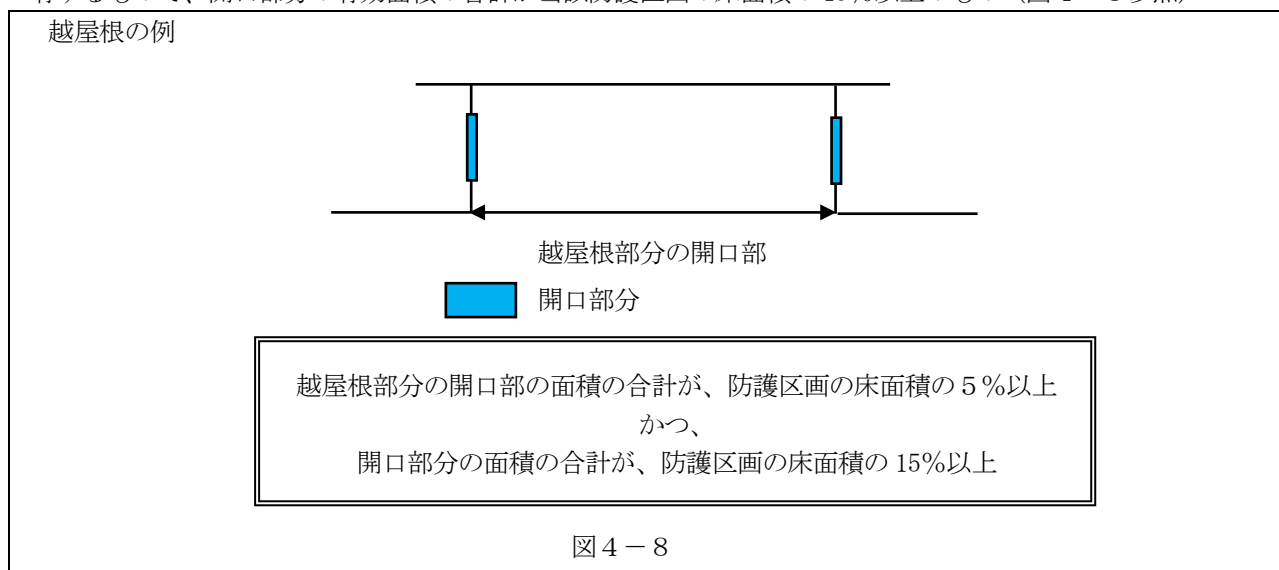 越屋根の例
越屋根部分の開口部
開口部分
越屋根部分の開口部の面積の合計が、防護区画の床面積の５％以上
かつ、
開口部分の面積の合計が、防護区画の床面積の 15％以上
図４－８